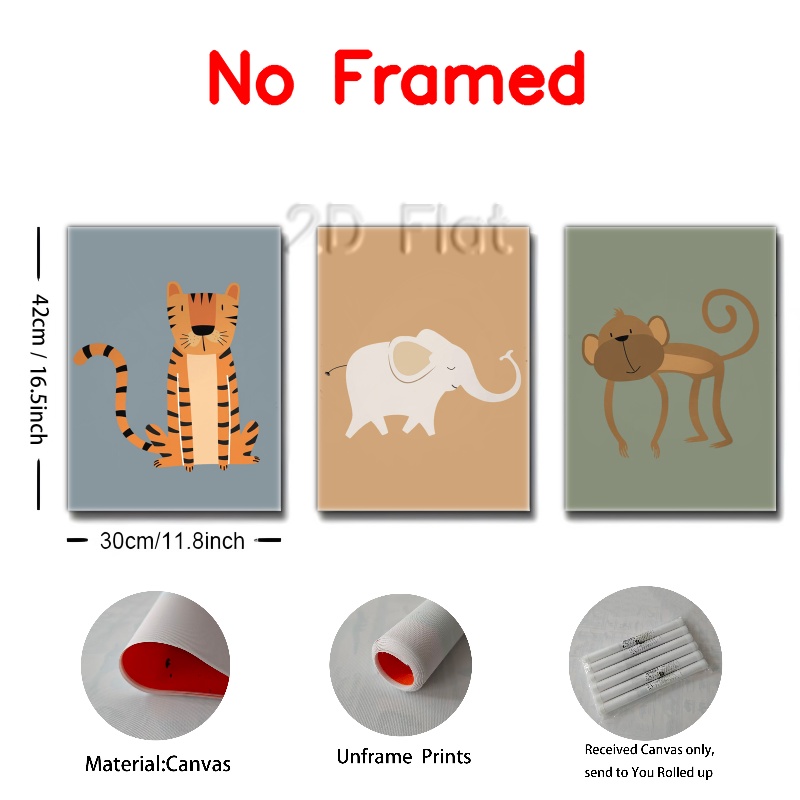 No Framed
2D Flat
42cm / 16.5inch
30cm/11.8inch
Material:Canvas
Unframe Prints
Received Canvas only,
send to You Rolled up